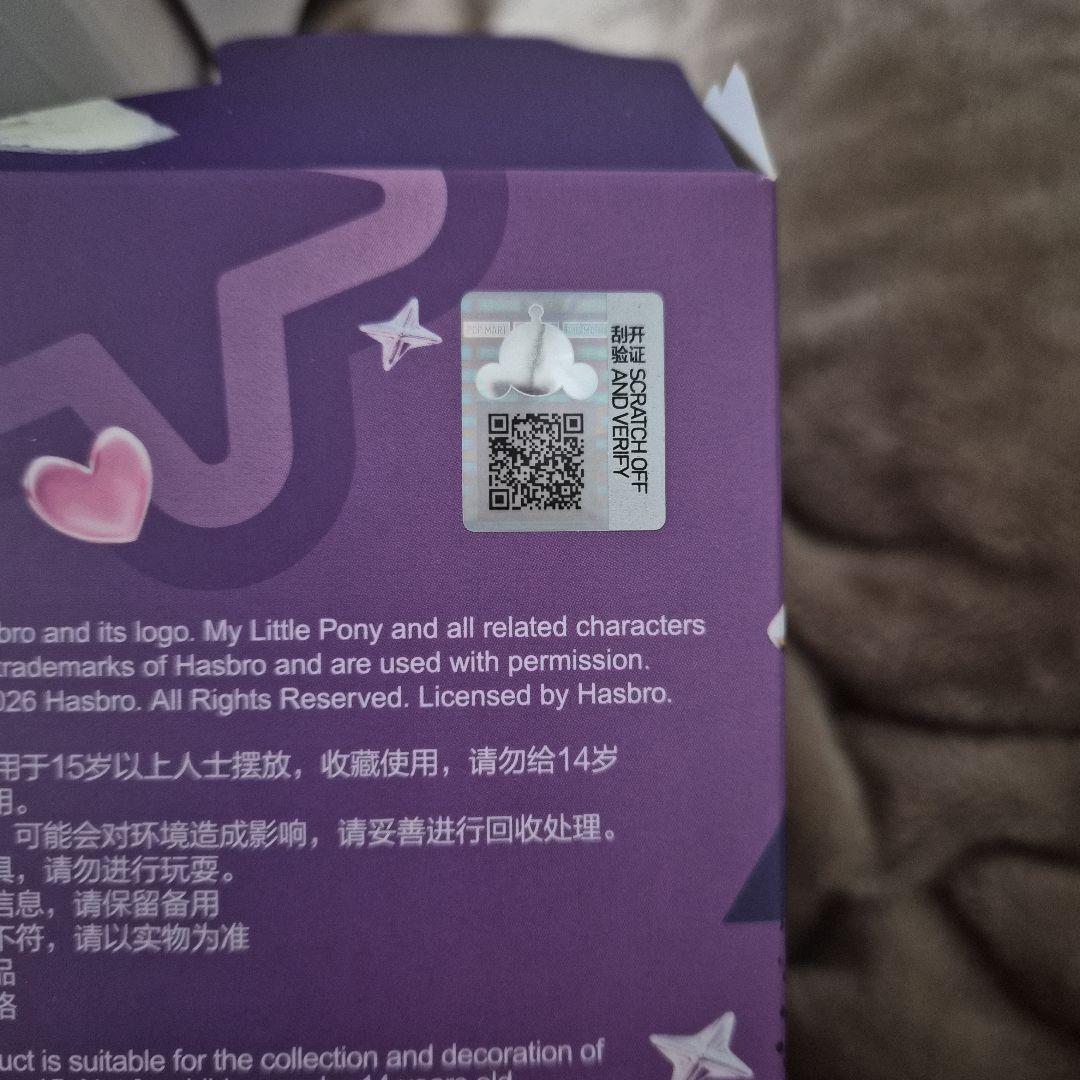 POP MART
刮开
验证
SCRATCH OFF
AND VERIFY
bro and its logo. My Little Pony and all related characters
trademarks of Hasbro and are used with permission.
026 Hasbro. All Rights Reserved. Licensed by Hasbro.
用于15岁以上人士摆放，收藏使用，请勿给14岁
用。
可能会对环境造成影响，请妥善进行回收处理。
具，请勿进行玩耍。
信息，请保留备用
不符，请以实物为准
品
格
uct is suitable for the collection and decoration of
14 years old